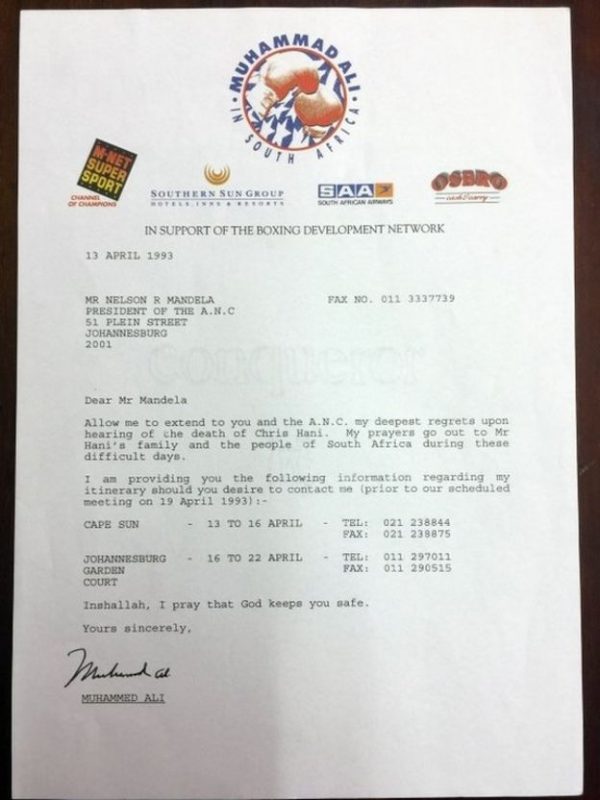 MUHAMMAD ALI
IN SOUTH AFRICA
M-NET
SUPER
SPORT
CHANNEL
OF CHAMPIONS
SOUTHERN SUN GROUP
HOTELS, INNS & RESORTS
SAA
SOUTH AFRICAN AIRWAYS
OSBRO
cash & carry
IN SUPPORT OF THE BOXING DEVELOPMENT NETWORK
13 APRIL 1993
MR NELSON R MANDELA FAX NO. 011 3337739
PRESIDENT OF THE A.N.C
51 PLEIN STREET
JOHANNESBURG
2001
Conqueror
Dear Mr Mandela
Allow me to extend to you and the A.N.C. my deepest regrets upon
hearing of the death of Chris Hani. My prayers go out to Mr
Hani's family and the people of South Africa during these
difficult days.
I am providing you the following information regarding my
itinerary should you desire to contact me (prior to our scheduled
meeting on 19 April 1993):-
CAPE SUN - 13 TO 16 APRIL - TEL: 021 238844
FAX: 021 238875
JOHANNESBURG - 16 TO 22 APRIL - TEL: 011 297011
GARDEN FAX: 011 290515
COURT
Inshallah, I pray that God keeps you safe.
Yours sincerely,
Muhammad Ali
MUHAMMED ALI